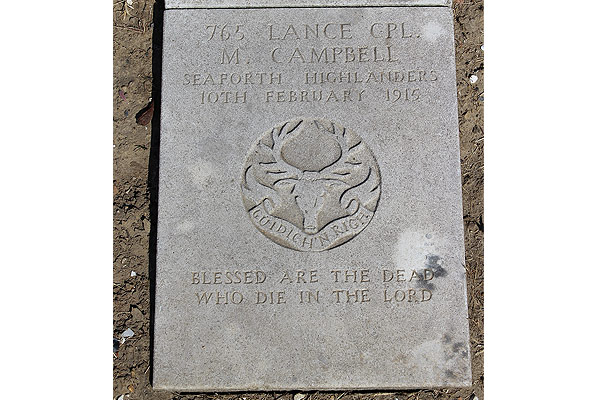 765 LANCE CPL.
M. CAMPBELL
SEAFORTH HIGHLANDERS
10TH FEBRUARY 1915
CUIDICH'N RIGH
BLESSED ARE THE DEAD
WHO DIE IN THE LORD